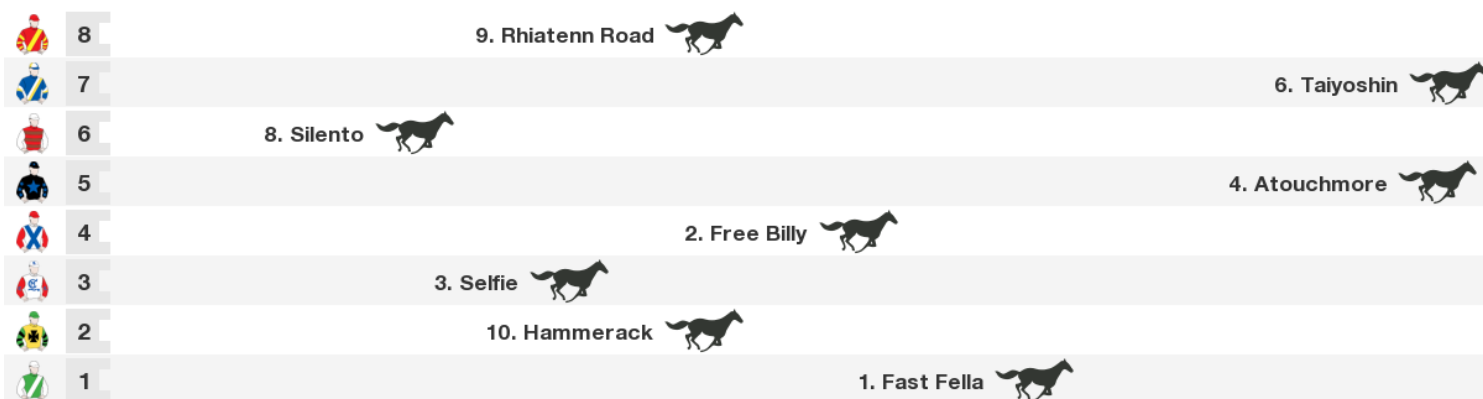 8 9. Rhiatenn Road
7 6. Taiyoshin
6 8. Silento
5 4. Atouchmore
4 2. Free Billy
3 3. Selfie
2 10. Hammerack
1 1. Fast Fella